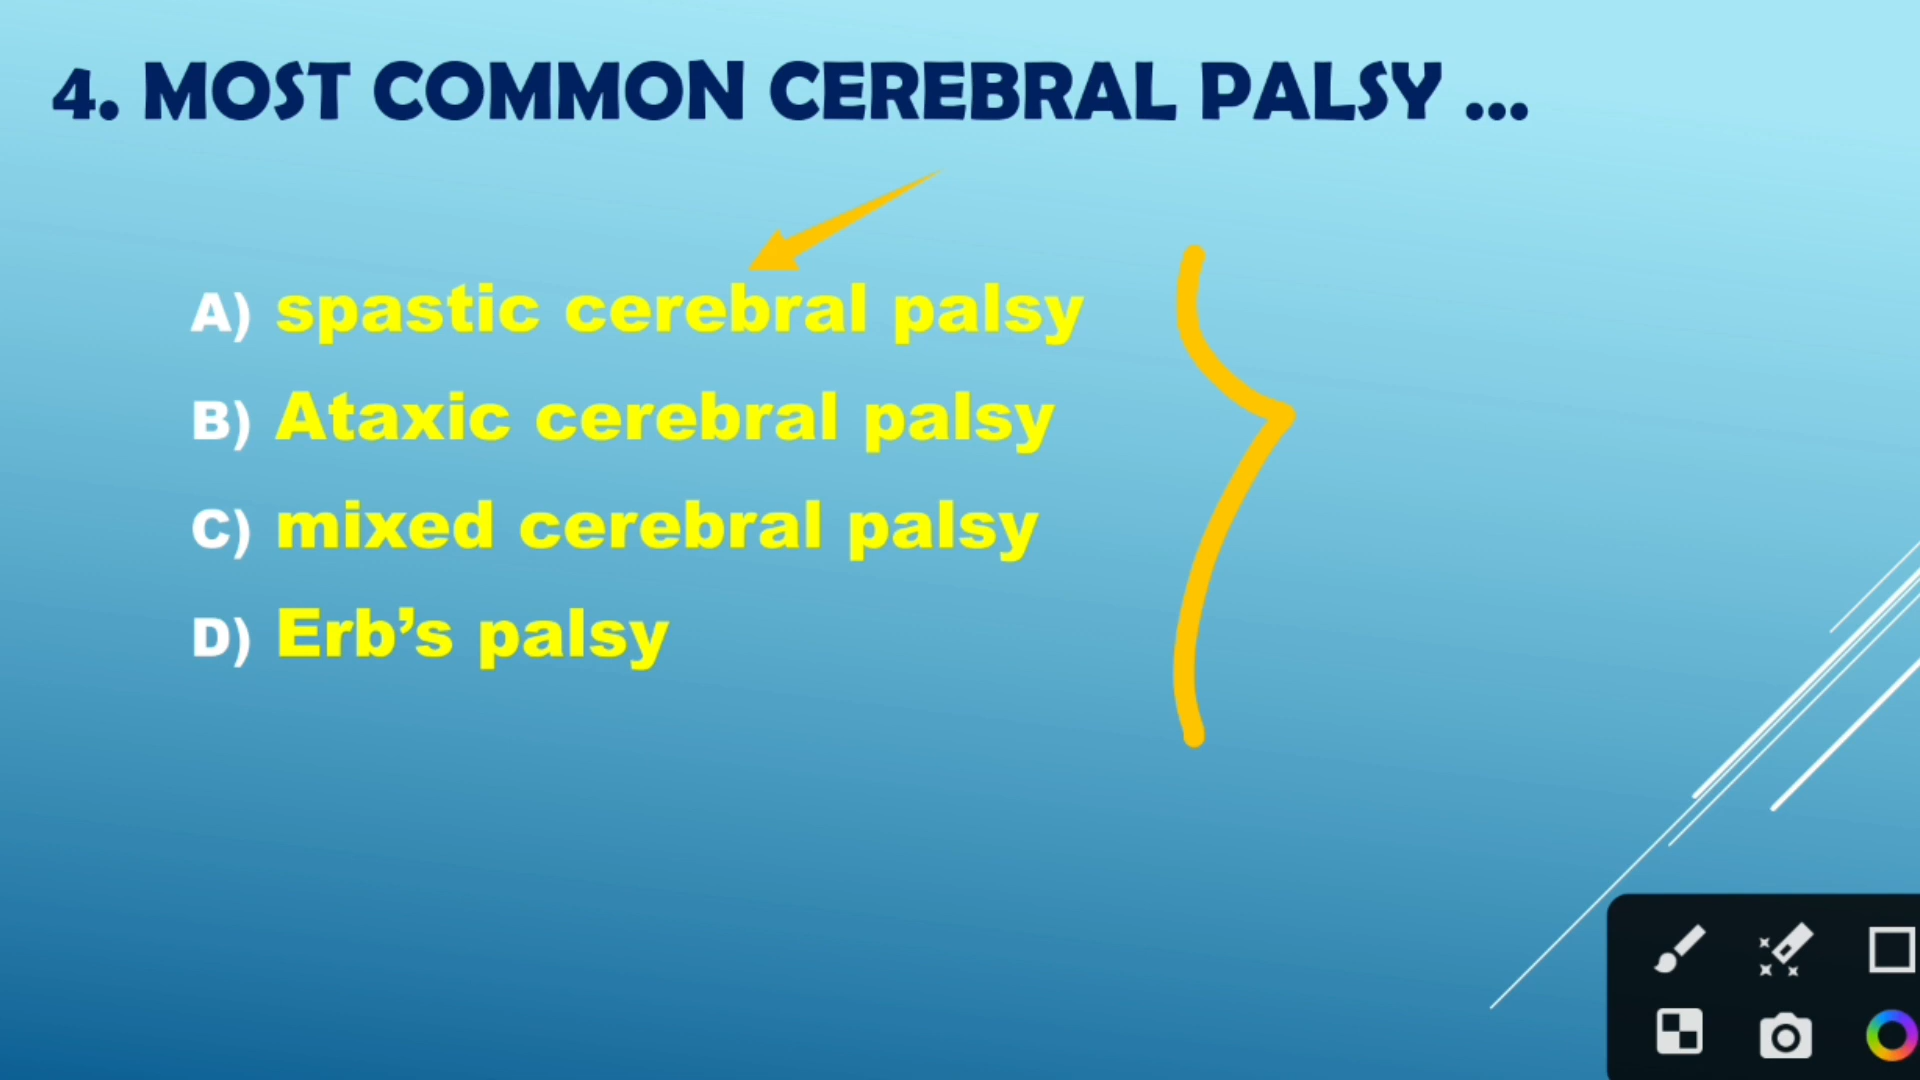 4. MOST COMMON CEREBRAL PALSY ...
A) spastic cerebral palsy
B) Ataxic cerebral palsy
C) mixed cerebral palsy
D) Erb’s palsy